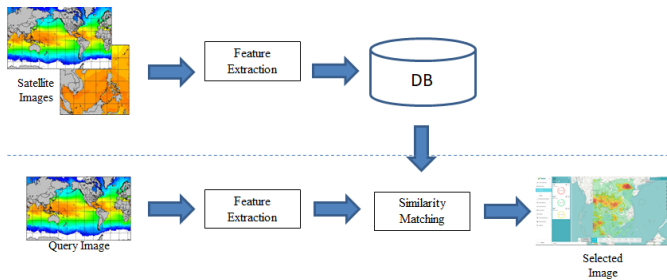 Satellite
Images
Feature
Extraction
DB
Query Image
Feature
Extraction
Similarity
Matching
Selected
Image